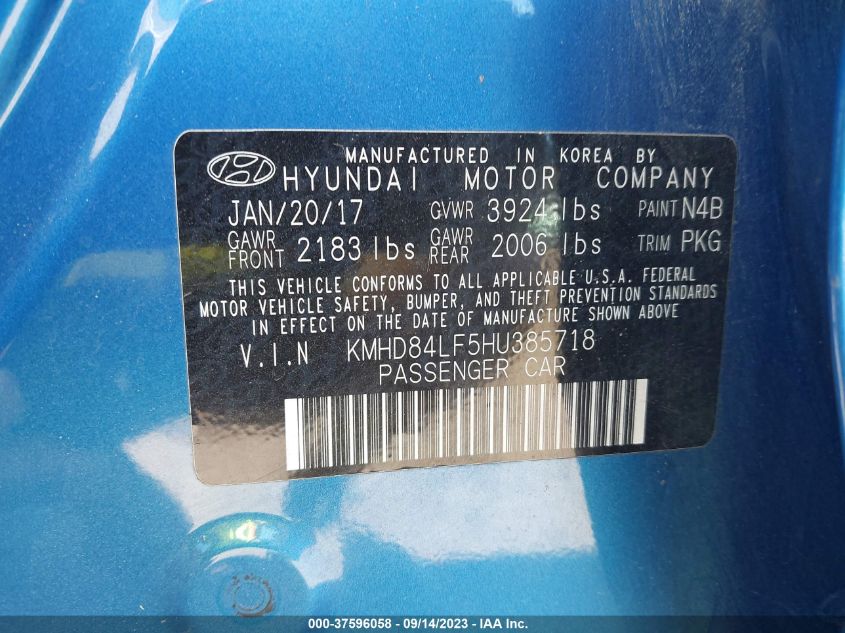 MANUFACTURED IN KOREA BY
HYUNDAI MOTOR COMPANY
JAN/20/17 GVWR 3924 lbs PAINT N4B
GAWR FRONT 2183 lbs GAWR REAR 2006 lbs TRIM PKG
THIS VEHICLE CONFORMS TO ALL APPLICABLE U.S.A. FEDERAL
MOTOR VEHICLE SAFETY, BUMPER, AND THEFT PREVENTION STANDARDS
IN EFFECT ON THE DATE OF MANUFACTURE SHOWN ABOVE
V.I.N KMHD84LF5HU385718
PASSENGER CAR
000-37596058 - 09/14/2023 - IAA Inc.